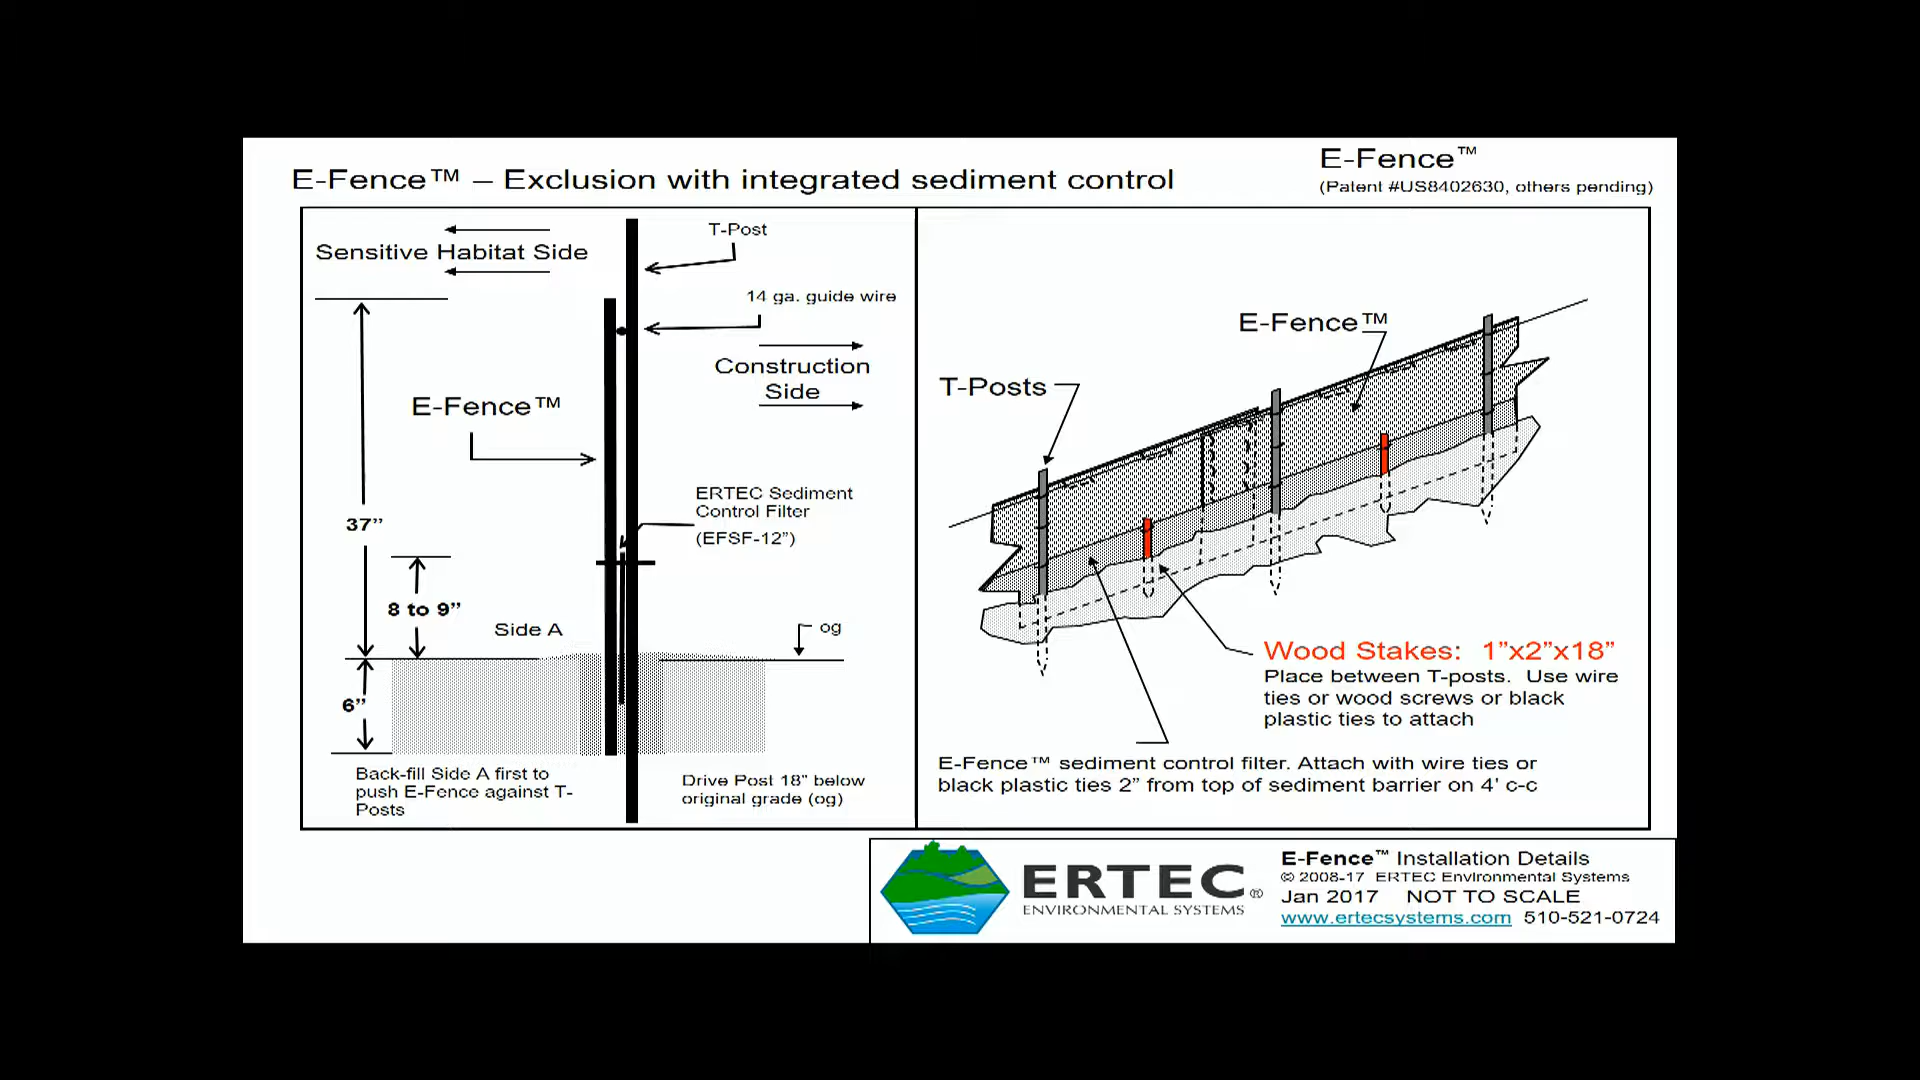 E-Fence™ – Exclusion with integrated sediment control
E-Fence™
(Patent #US8402630, others pending)
Sensitive Habitat Side
T-Post
14 ga. guide wire
Construction
Side
E-Fence™
ERTEC Sediment
Control Filter
(EFSF-12”)
37”
8 to 9”
Side A
og
6”
Back-fill Side A first to
push E-Fence against T-
Posts
Drive Post 18” below
original grade (og)
E-Fence™
T-Posts
Wood Stakes: 1”x2”x18”
Place between T-posts. Use wire
ties or wood screws or black
plastic ties to attach
E-Fence™ sediment control filter. Attach with wire ties or
black plastic ties 2” from top of sediment barrier on 4' c-c
ERTEC®
ENVIRONMENTAL SYSTEMS
E-Fence™ Installation Details
© 2008-17 ERTEC Environmental Systems
Jan 2017 NOT TO SCALE
www.ertecsystems.com 510-521-0724